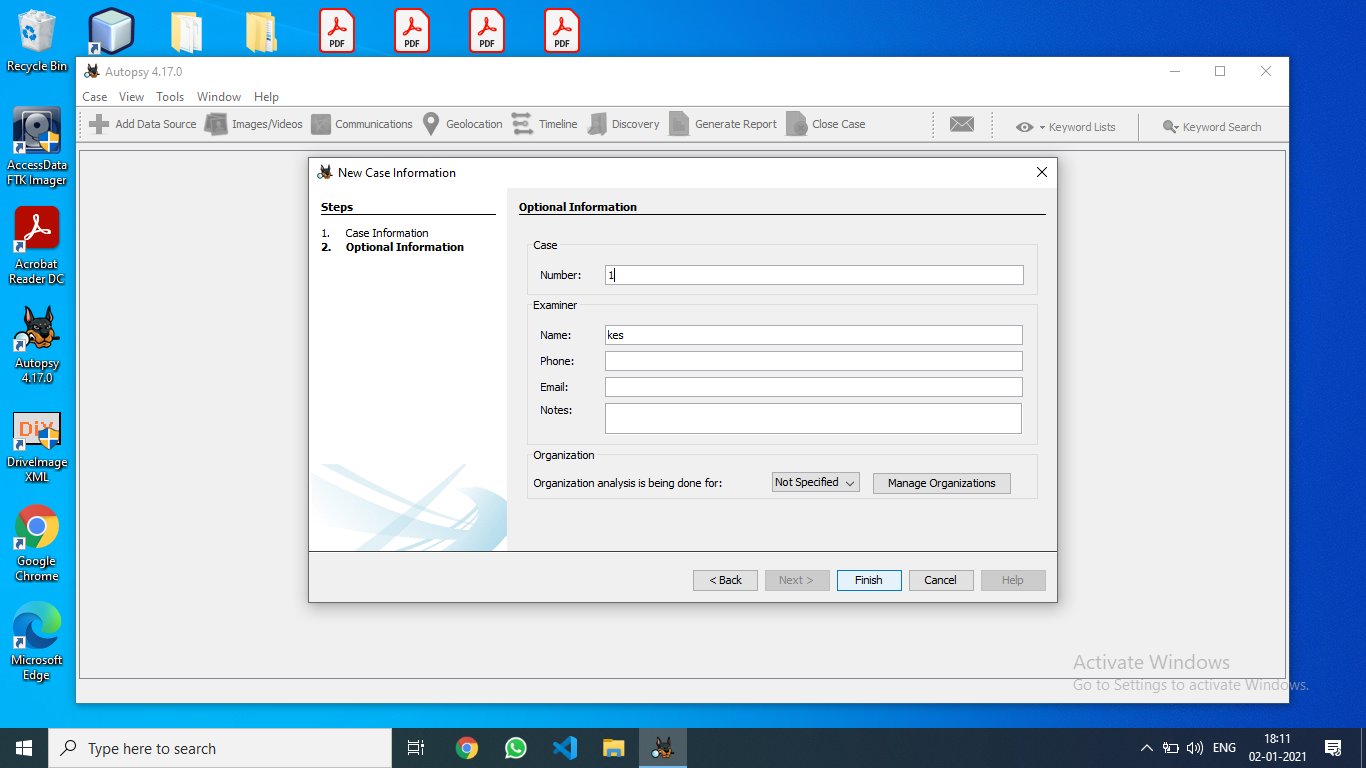 PDF
PDF
PDF
PDF
Recycle Bin
AccessData
FTK Imager
Acrobat
Reader DC
Autopsy
4.17.0
DiX
DriveImage
XML
Google
Chrome
Microsoft
Edge
Autopsy 4.17.0
Case View Tools Window Help
Add Data Source Images/Videos Communications Geolocation Timeline Discovery Generate Report Close Case Keyword Lists Keyword Search
New Case Information
Steps
1. Case Information
2. Optional Information
Optional Information
Case
Number: 1
Examiner
Name: kes
Phone:
Email:
Notes:
Organization
Organization analysis is being done for: Not Specified Manage Organizations
< Back Next > Finish Cancel Help
Activate Windows
Go to Settings to activate Windows.
Type here to search
ENG
18:11
02-01-2021